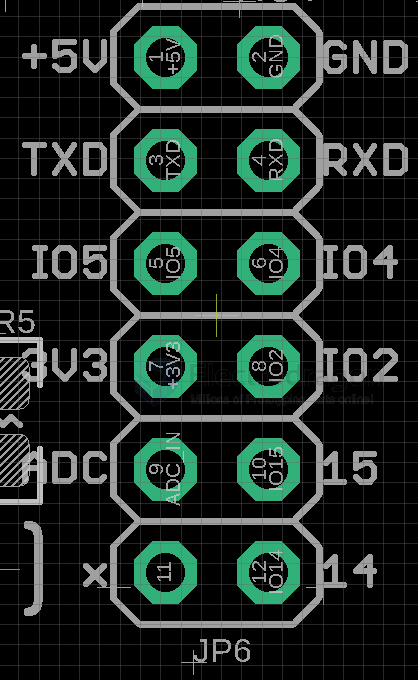 +5V 1 +5V 2 GND GND
TXD 3 TXD 4 RXD RXD
IO5 5 IO5 6 IO4 IO4
R5
3V3 7 +3V3 8 IO2 IO2
ADC 9 ADC_IN 10 IO15 15
x 11 12 IO14 14
JP6